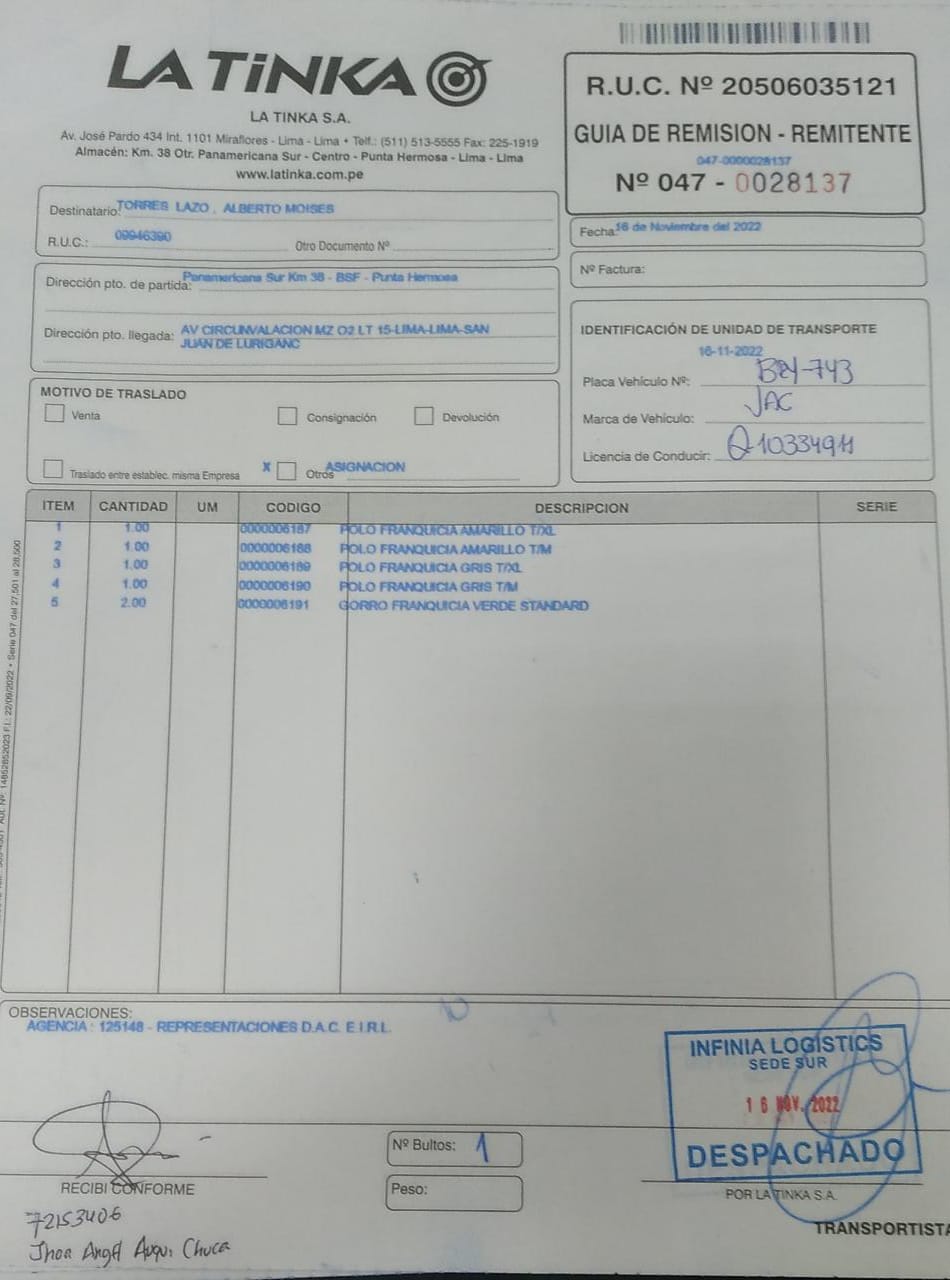 LA TiNKA
LA TINKA S.A.
Av. José Pardo 434 Int. 1101 Miraflores - Lima - Lima • Telf.: (511) 513-5555 Fax: 225-1919
Almacén: Km. 38 Otr. Panamericana Sur - Centro - Punta Hermosa - Lima - Lima
www.latinka.com.pe
R.U.C. Nº 20506035121
GUIA DE REMISION - REMITENTE
047-0000028137
Nº 047 - 0028137
Destinatario: TORRES LAZO , ALBERTO MOISES
R.U.C.: 09946390 Otro Documento Nº
Fecha: 16 de Noviembre del 2022
Nº Factura:
Dirección pto. de partida: Panamericana Sur Km 38 - BSF - Punta Hermosa
Dirección pto. llegada: AV CIRCUNVALACION MZ O2 LT 15-LIMA-LIMA-SAN
JUAN DE LURIGANC
IDENTIFICACIÓN DE UNIDAD DE TRANSPORTE
16-11-2022
Placa Vehículo Nº: -743
Marca de Vehículo: JAC
Licencia de Conducir: Q10334911
MOTIVO DE TRASLADO
Venta Consignación Devolución
Traslado entre establec. misma Empresa X Otros ASIGNACION
ITEM CANTIDAD UM CODIGO DESCRIPCION SERIE
1 1.00 0000006187 POLO FRANQUICIA AMARILLO T/XL
2 1.00 0000006188 POLO FRANQUICIA AMARILLO T/M
3 1.00 0000006189 POLO FRANQUICIA GRIS T/XL
4 1.00 0000006190 POLO FRANQUICIA GRIS T/M
5 2.00 0000006191 GORRO FRANQUICIA VERDE STANDARD
F.I.: 22/09/2022 • Serie 047 del 27,501 al 28,500
OBSERVACIONES:
AGENCIA : 125148 - REPRESENTACIONES D.A.C. E.I.R.L.
INFINIA LOGISTICS
SEDE SUR
16 NOV. 2022
DESPACHADO
Nº Bultos: 1
Peso:
RECIBI CONFORME
POR LA TINKA S.A.
72153406
Jhoa Angel Auqui Chuca
TRANSPORTISTA